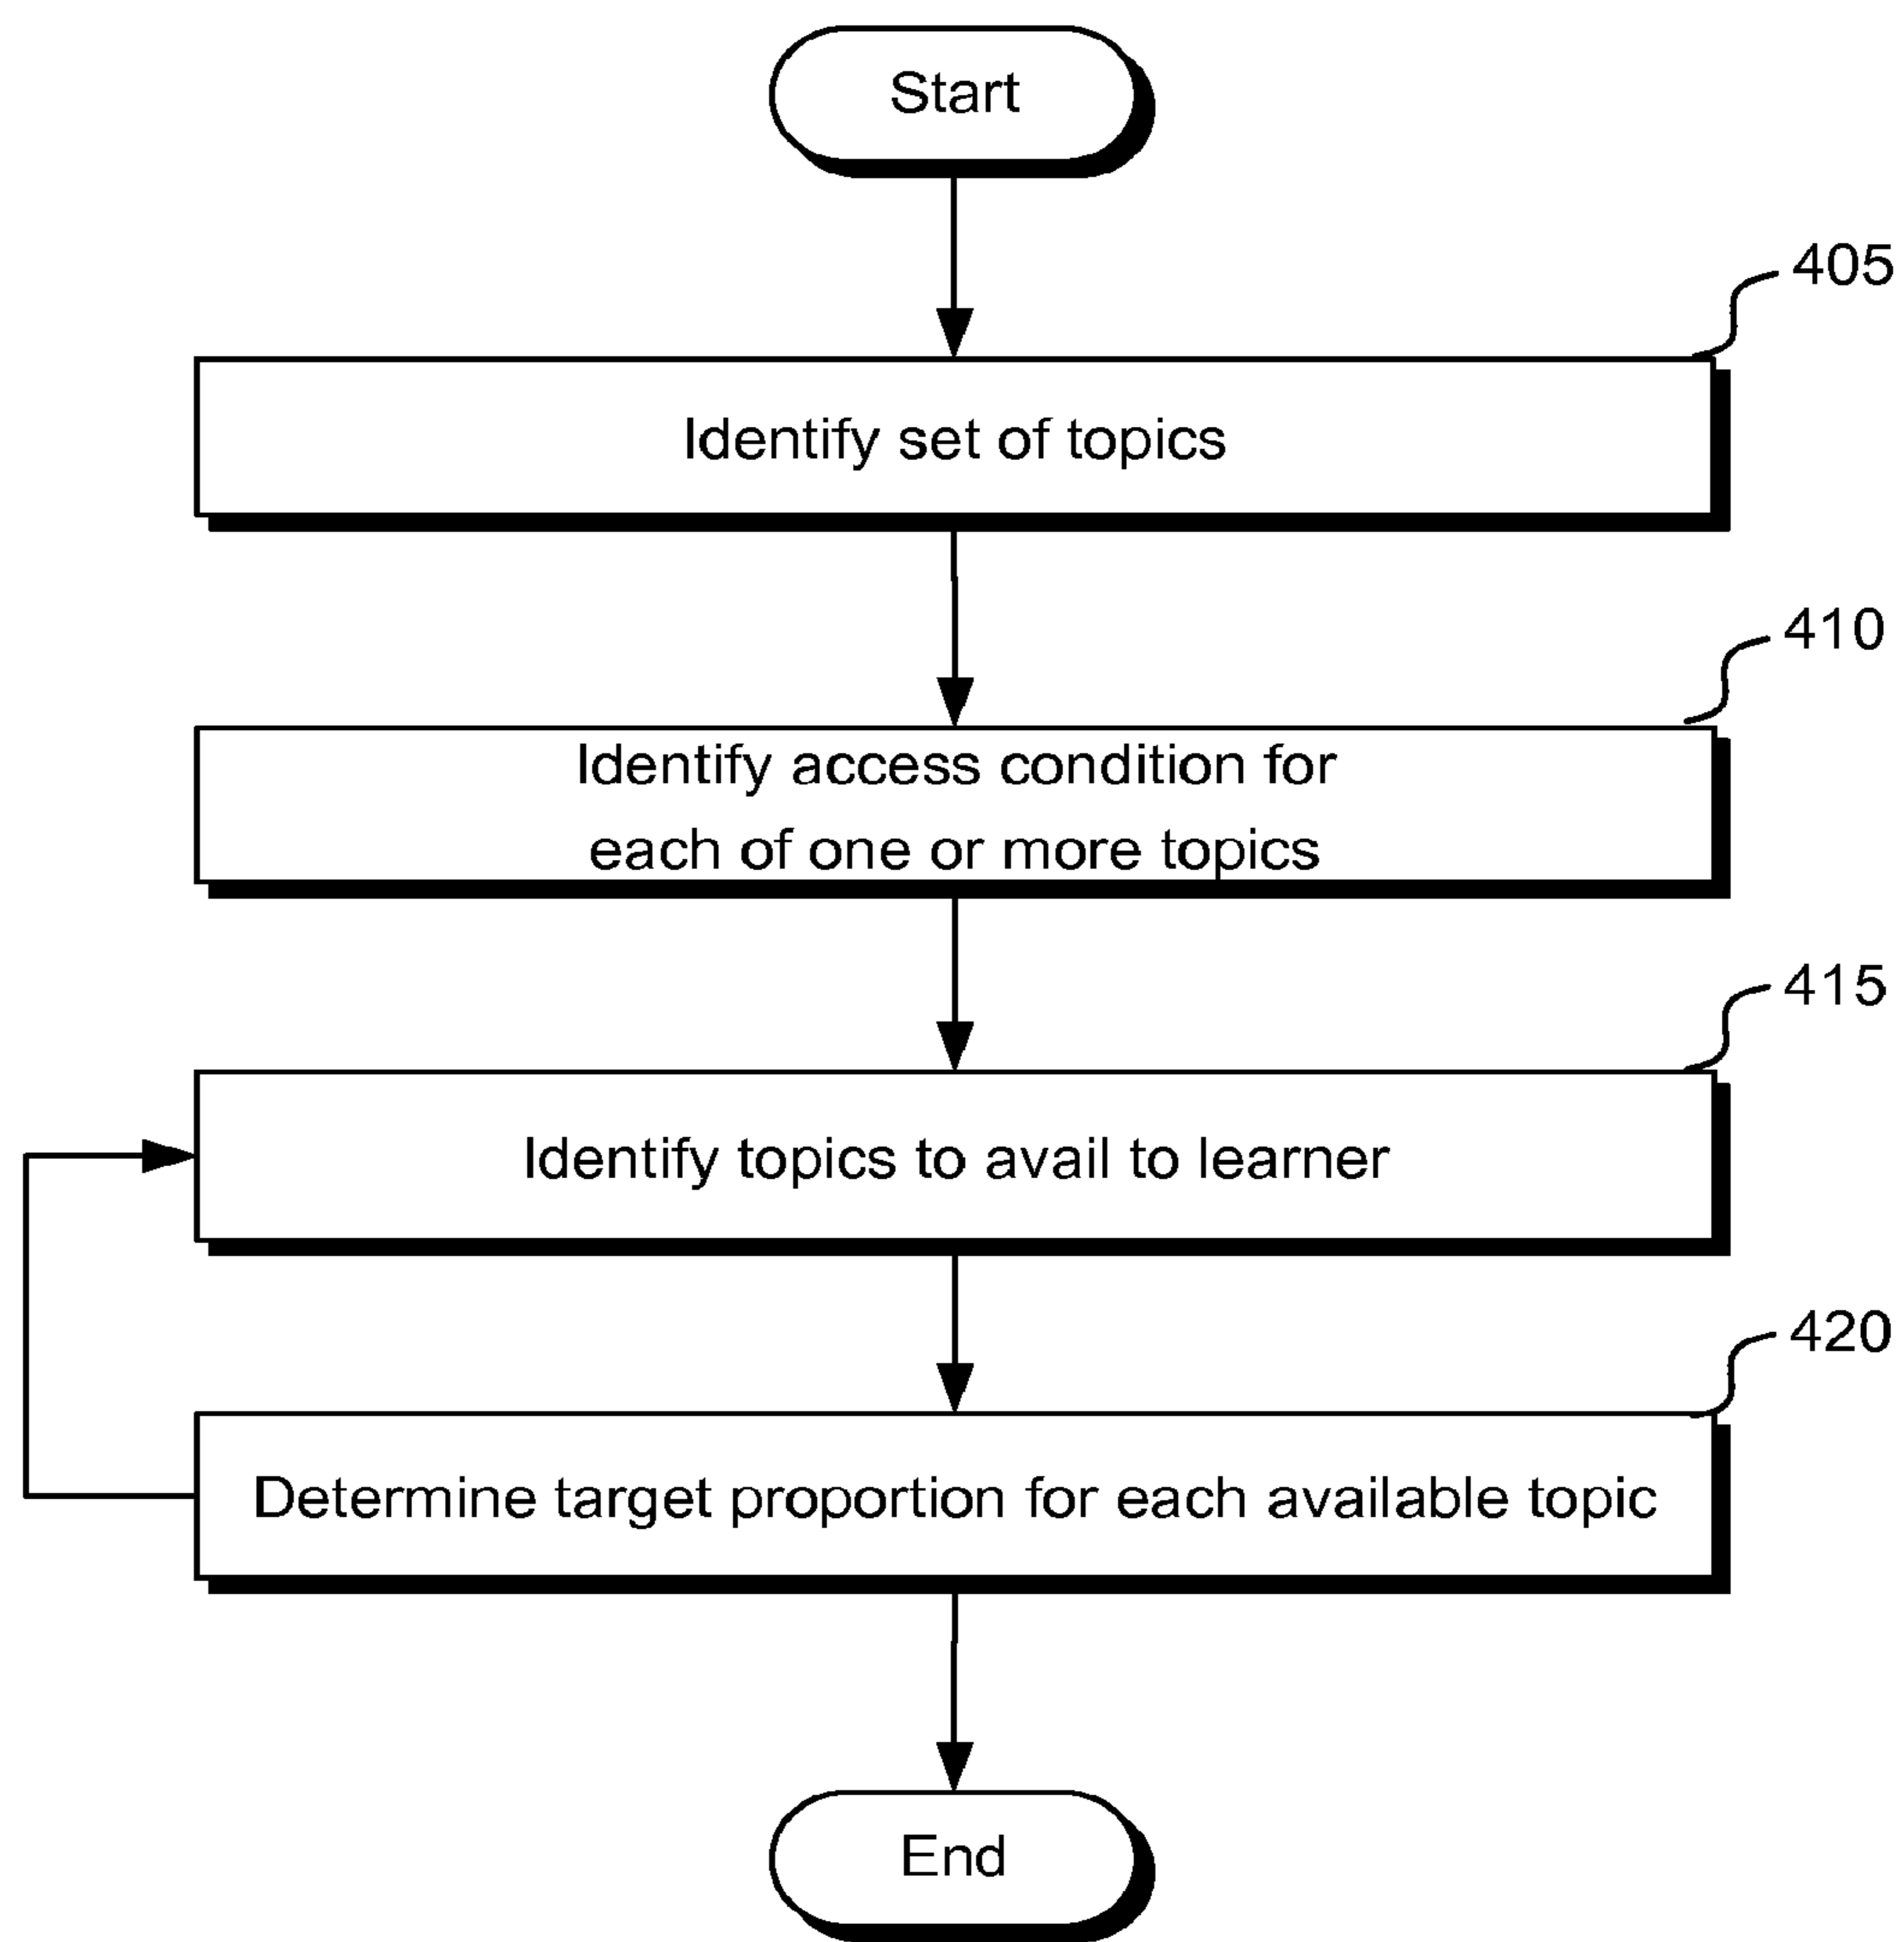 Start
405
Identify set of topics
410
Identify access condition for
each of one or more topics
415
Identify topics to avail to learner
420
Determine target proportion for each available topic
End